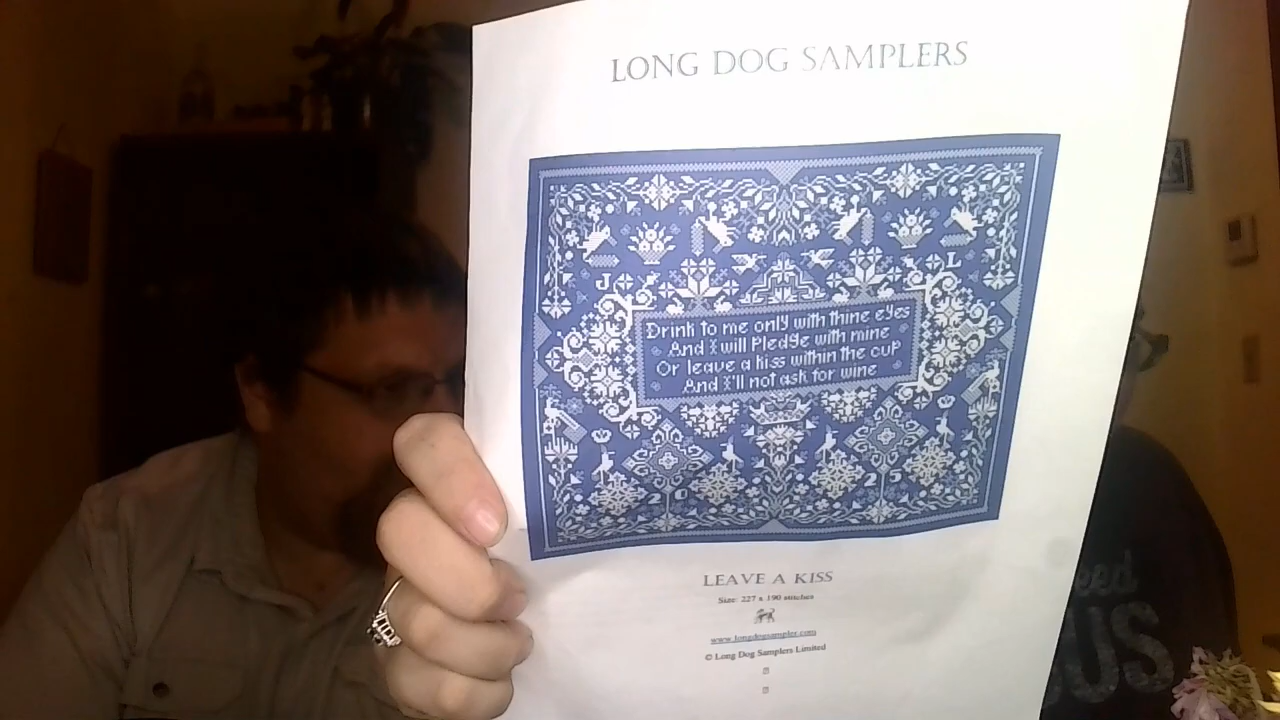 LONG DOG SAMPLERS
J L
Drink to me only with thine eyes
And I will Pledge with mine
Or leave a kiss within the cup
And I'll not ask for wine
20 25
LEAVE A KISS
Size: 227 x 190 stitches
www.longdogsampler.com
© Long Dog Samplers Limited